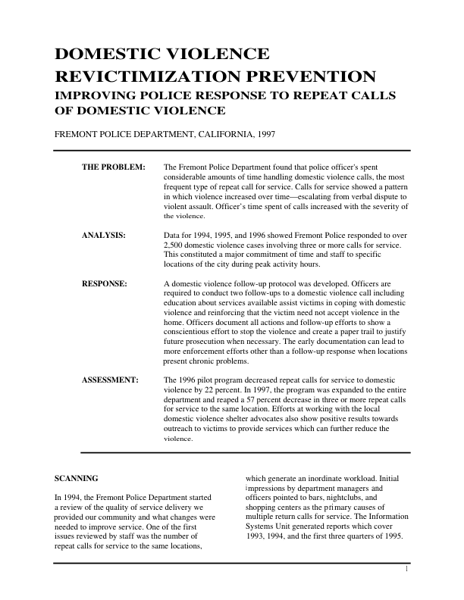 DOMESTIC VIOLENCE
REVICTIMIZATION PREVENTION
IMPROVING POLICE RESPONSE TO REPEAT CALLS
OF DOMESTIC VIOLENCE
FREMONT POLICE DEPARTMENT, CALIFORNIA, 1997
THE PROBLEM: The Fremont Police Department found that police officer's spent
considerable amounts of time handling domestic violence calls, the most
frequent type of repeat call for service. Calls for service showed a pattern
in which violence increased over time—escalating from verbal dispute to
violent assault. Officer's time spent of calls increased with the severity of
the violence.
ANALYSIS: Data for 1994, 1995, and 1996 showed Fremont Police responded to over
2,500 domestic violence cases involving three or more calls for service.
This constituted a major commitment of time and staff to specific
locations of the city during peak activity hours.
RESPONSE: A domestic violence follow-up protocol was developed. Officers are
required to conduct two follow-ups to a domestic violence call including
education about services available assist victims in coping with domestic
violence and reinforcing that the victim need not accept violence in the
home. Officers document all actions and follow-up efforts to show a
conscientious effort to stop the violence and create a paper trail to justify
future prosecution when necessary. The early documentation can lead to
more enforcement efforts other than a follow-up response when locations
present chronic problems.
ASSESSMENT: The 1996 pilot program decreased repeat calls for service to domestic
violence by 22 percent. In 1997, the program was expanded to the entire
department and reaped a 57 percent decrease in three or more repeat calls
for service to the same location. Efforts at working with the local
domestic violence shelter advocates also show positive results towards
outreach to victims to provide services which can further reduce the
violence.
SCANNING
In 1994, the Fremont Police Department started
a review of the quality of service delivery we
provided our community and what changes were
needed to improve service. One of the first
issues reviewed by staff was the number of
repeat calls for service to the same locations,
which generate an inordinate workload. Initial
impressions by department managers and
officers pointed to bars, nightclubs, and
shopping centers as the primary causes of
multiple return calls for service. The Information
Systems Unit generated reports which cover
1993, 1994, and the first three quarters of 1995.
1